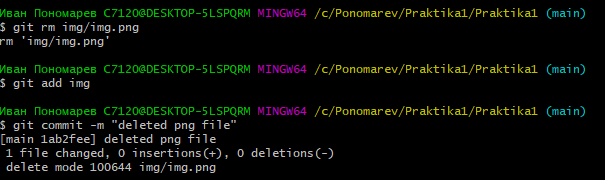 Иван Пономарев C7120@DESKTOP-5LSPQRM MINGW64 /c/Ponomarev/Praktika1/Praktika1 (main)
$ git rm img/img.png
rm 'img/img.png'
Иван Пономарев C7120@DESKTOP-5LSPQRM MINGW64 /c/Ponomarev/Praktika1/Praktika1 (main)
$ git add img
Иван Пономарев C7120@DESKTOP-5LSPQRM MINGW64 /c/Ponomarev/Praktika1/Praktika1 (main)
$ git commit -m "deleted png file"
[main 1ab2fee] deleted png file
 1 file changed, 0 insertions(+), 0 deletions(-)
 delete mode 100644 img/img.png